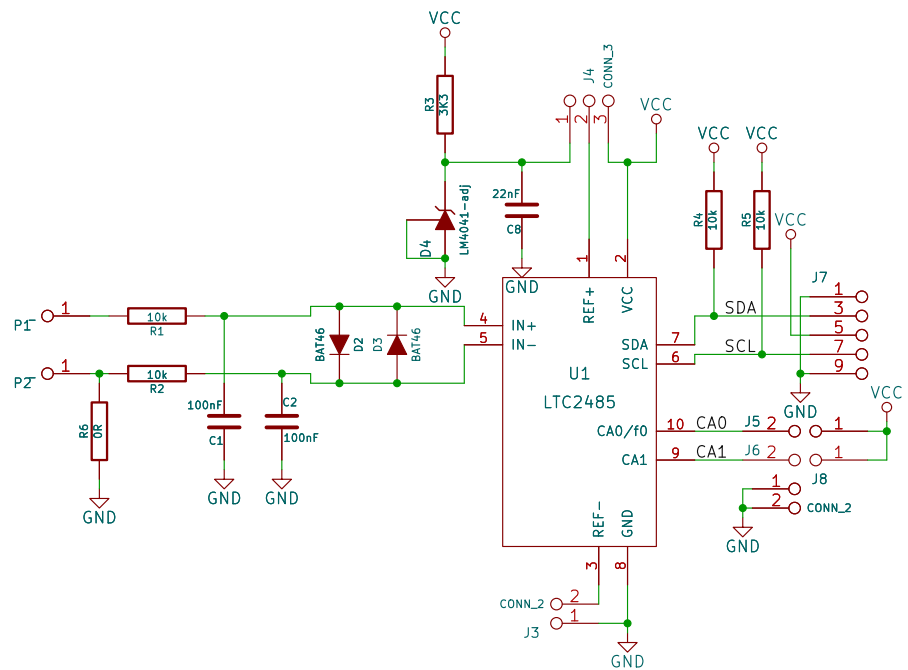 VCC
R3
3K3
J4
CONN_3
1
2
3
VCC
VCC
VCC
R4
10k
R5
10k
VCC
22nF
C8
LM4041-adj
D4
GND
GND
1
2
REF+
VCC
J7
1
3
5
7
9
SDA
SCL
GND
P1
1
10k
R1
P2
1
10k
R2
R6
0R
GND
100nF
C1
GND
C2
100nF
GND
BAT46
D2
D3
BAT46
4
IN+
5
IN-
SDA
7
SCL
6
U1
LTC2485
CA0/f0
10
CA0
J5
2
1
VCC
CA1
9
CA1
J6
2
1
J8
1
2
CONN_2
GND
REF-
GND
3
8
CONN_2
2
J3
1
GND